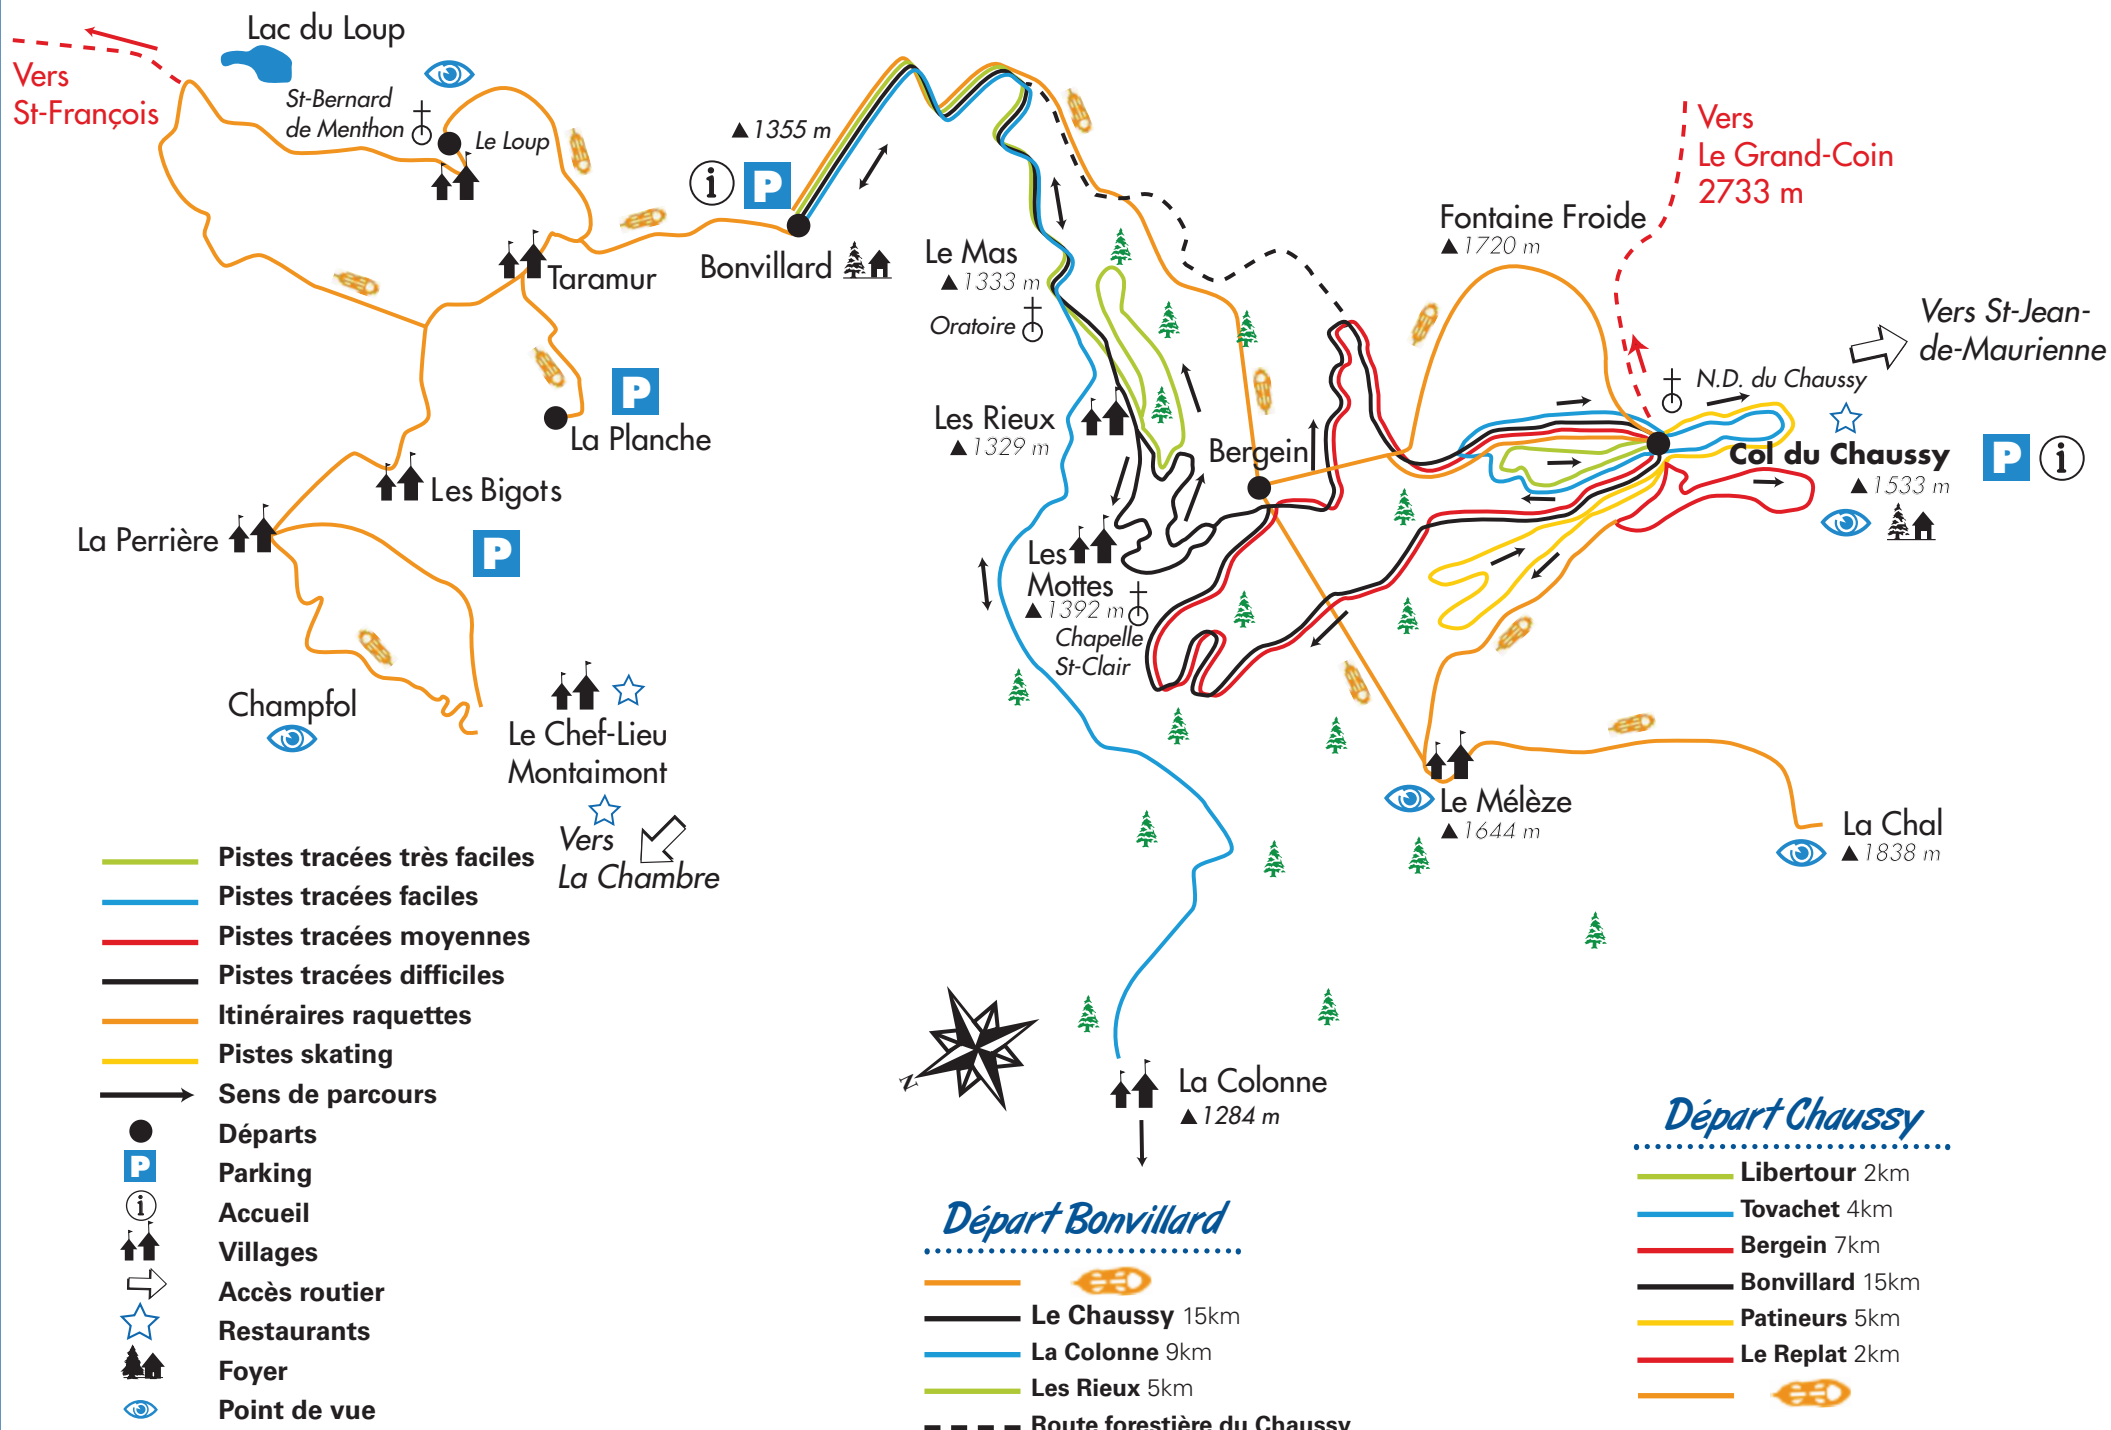 Lac du Loup
Vers
St-François
St-Bernard
de Menthon
Le Loup
▲ 1355 m
i
P
Bonvillard
Taramur
P
La Planche
Les Bigots
La Perrière
P
Champfol
Le Chef-Lieu
Montaimont
Vers
La Chambre
Le Mas
▲ 1333 m
Oratoire
Les Rieux
▲ 1329 m
Bergein
Les
Mottes
▲ 1392 m
Chapelle
St-Clair
Fontaine Froide
▲ 1720 m
Vers
Le Grand-Coin
2733 m
Vers St-Jean-
de-Maurienne
N.D. du Chaussy
Col du Chaussy
▲ 1533 m
P
i
Le Mélèze
▲ 1644 m
La Chal
▲ 1838 m
La Colonne
▲ 1284 m
N
Pistes tracées très faciles
Pistes tracées faciles
Pistes tracées moyennes
Pistes tracées difficiles
Itinéraires raquettes
Pistes skating
Sens de parcours
Départs
P
Parking
i
Accueil
Villages
Accès routier
Restaurants
Foyer
Point de vue
Départ Bonvillard
Le Chaussy 15km
La Colonne 9km
Les Rieux 5km
Route forestière du Chaussy
Départ Chaussy
Libertour 2km
Tovachet 4km
Bergein 7km
Bonvillard 15km
Patineurs 5km
Le Replat 2km